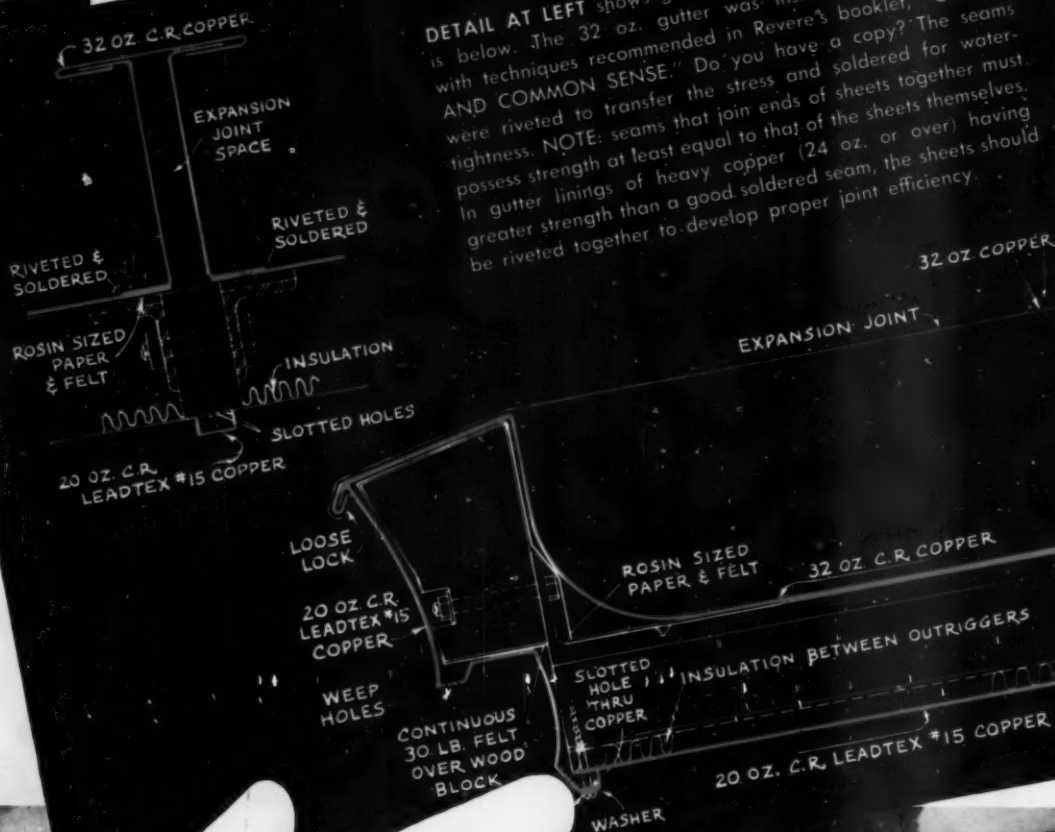 DETAIL AT LEFT shows
is below. The 32 oz. gutter was
with techniques recommended in Revere's booklet,
AND COMMON SENSE." Do you have a copy? The seams
were riveted to transfer the stress and soldered for water-
tightness. NOTE: seams that join ends of sheets together must
possess strength at least equal to that of the sheets themselves.
In gutter linings of heavy copper (24 oz. or over) having
greater strength than a good soldered seam, the sheets should
be riveted together to develop proper joint efficiency.
32 OZ. C.R. COPPER
EXPANSION
JOINT
SPACE
RIVETED &
SOLDERED
RIVETED &
SOLDERED
ROSIN SIZED
PAPER
& FELT
INSULATION
SLOTTED HOLES
20 OZ. C.R.
LEADTEX #15 COPPER
32 OZ COPPER
EXPANSION JOINT
LOOSE
LOCK
ROSIN SIZED
PAPER & FELT
32 OZ. C.R. COPPER
20 OZ. C.R.
LEADTEX #15
COPPER
WEEP
HOLES
SLOTTED
HOLE
THRU
COPPER
INSULATION BETWEEN OUTRIGGERS
CONTINUOUS
30 LB. FELT
OVER WOOD
BLOCK
20 OZ. C.R. LEADTEX #15 COPPER
WASHER